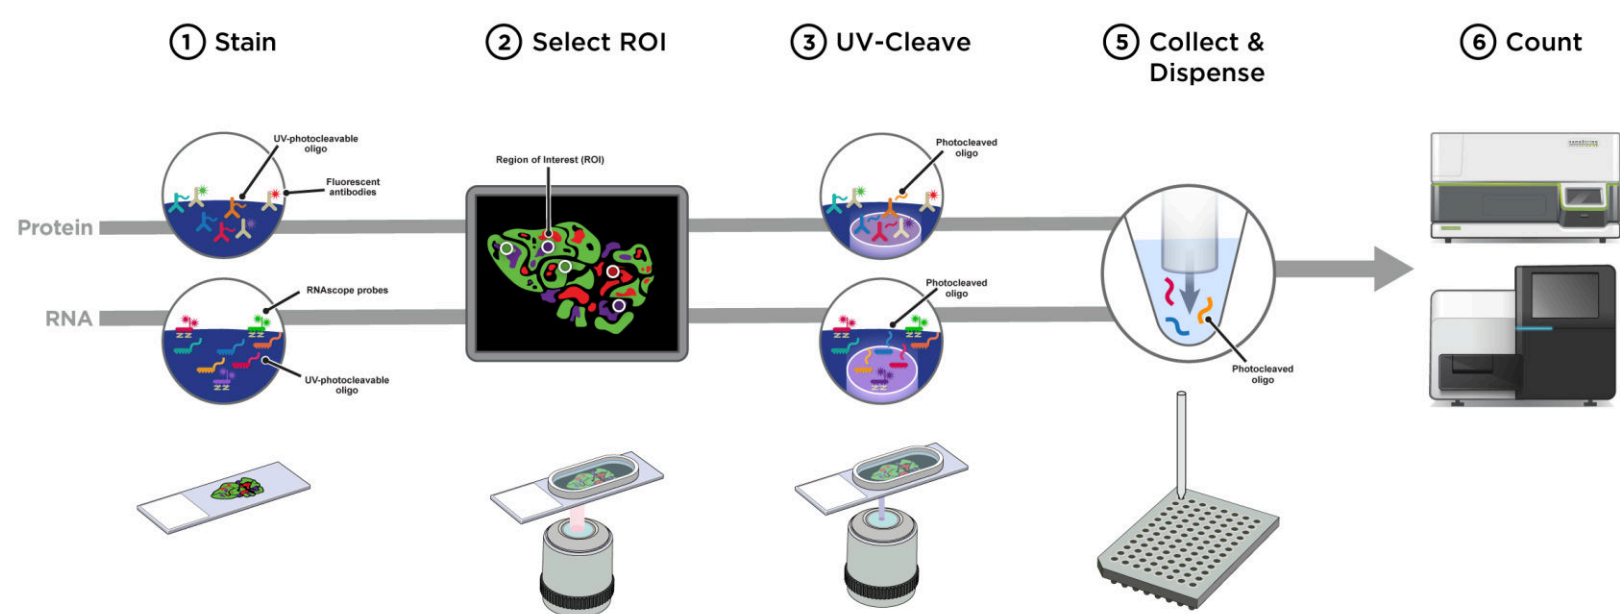 1 Stain
2 Select ROI
3 UV-Cleave
5 Collect &
Dispense
6 Count
Protein
RNA
UV-photocleavable
oligo
Fluorescent
antibodies
RNAscope probes
UV-photocleavable
oligo
Region of Interest (ROI)
Photocleaved
oligo
Photocleaved
oligo
Photocleaved
oligo